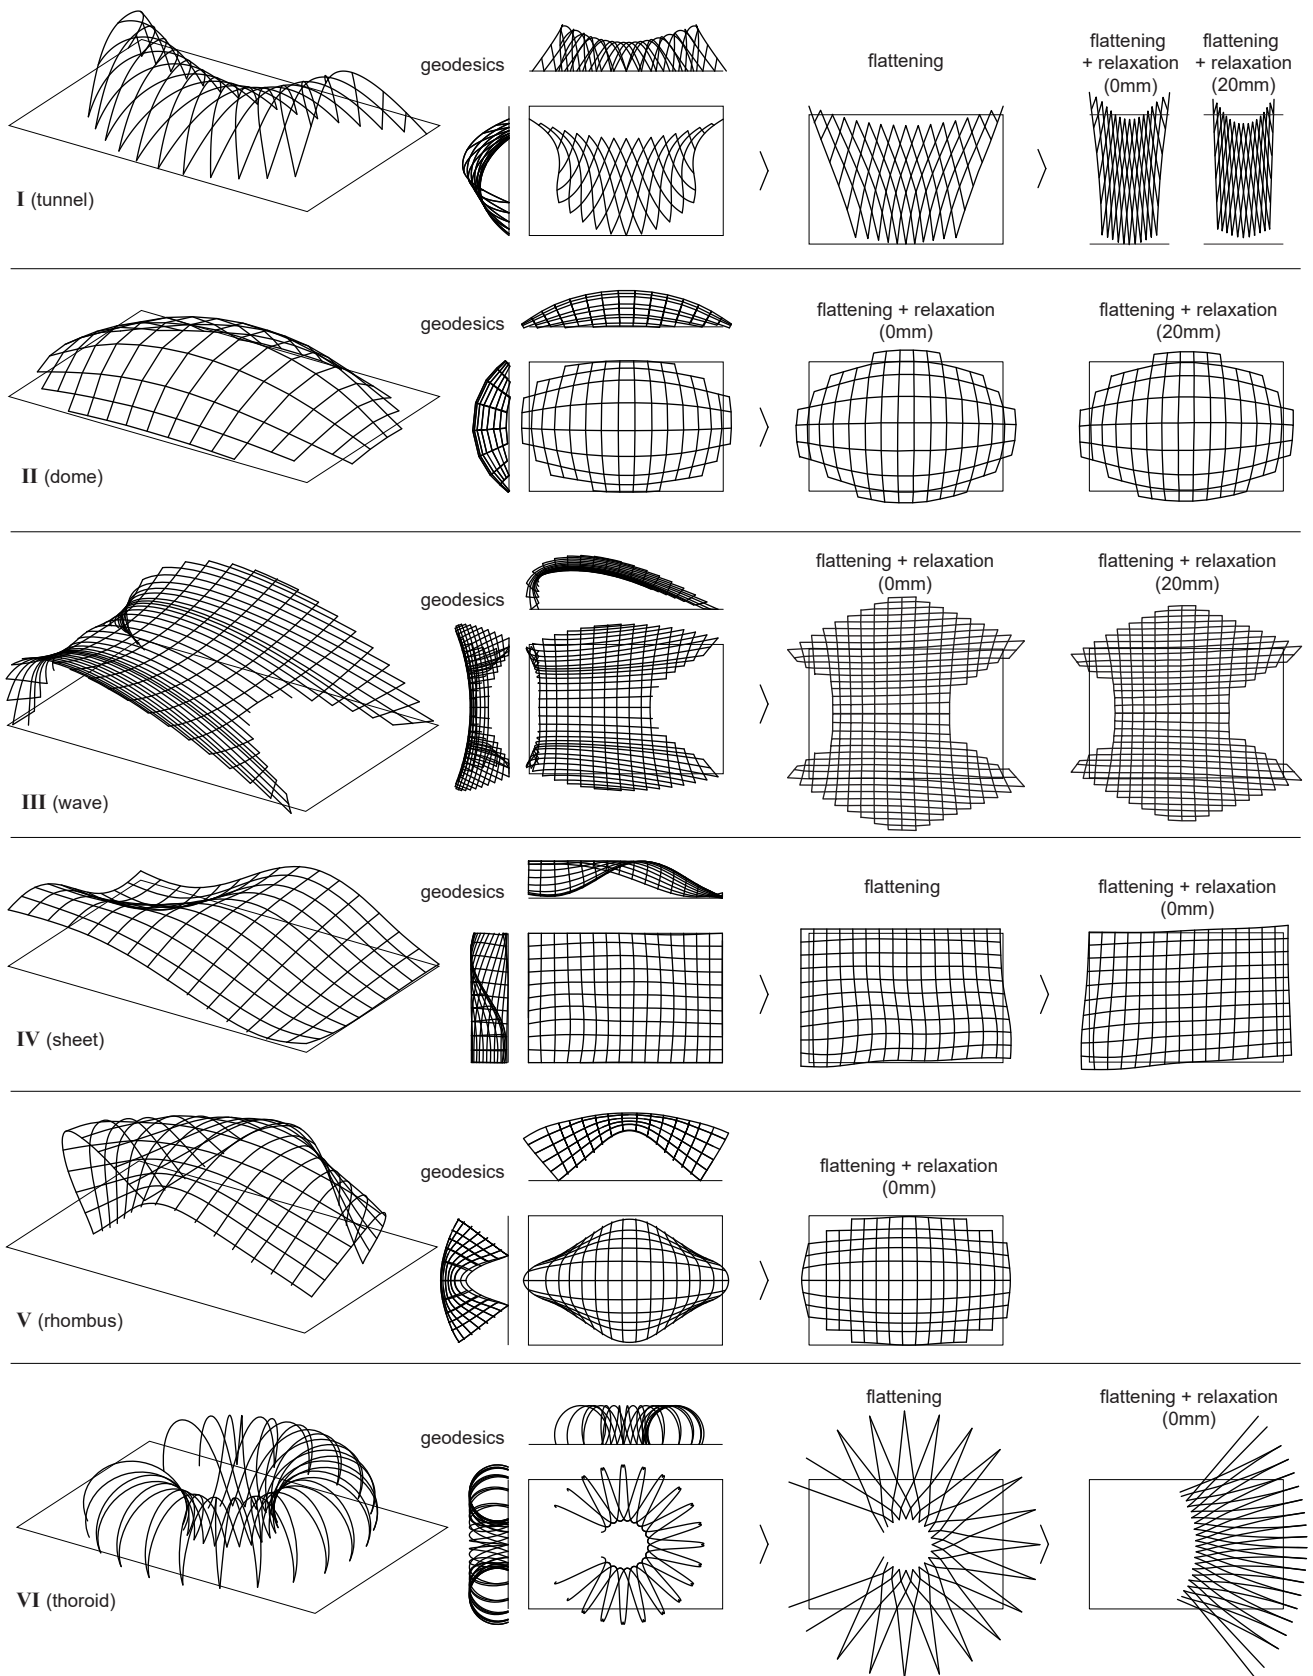 geodesics
flattening
flattening
+ relaxation
(0mm)
flattening
+ relaxation
(20mm)
I (tunnel)
geodesics
flattening + relaxation
(0mm)
flattening + relaxation
(20mm)
II (dome)
geodesics
flattening + relaxation
(0mm)
flattening + relaxation
(20mm)
III (wave)
geodesics
flattening
flattening + relaxation
(0mm)
IV (sheet)
geodesics
flattening + relaxation
(0mm)
V (rhombus)
geodesics
flattening
flattening + relaxation
(0mm)
VI (thoroid)